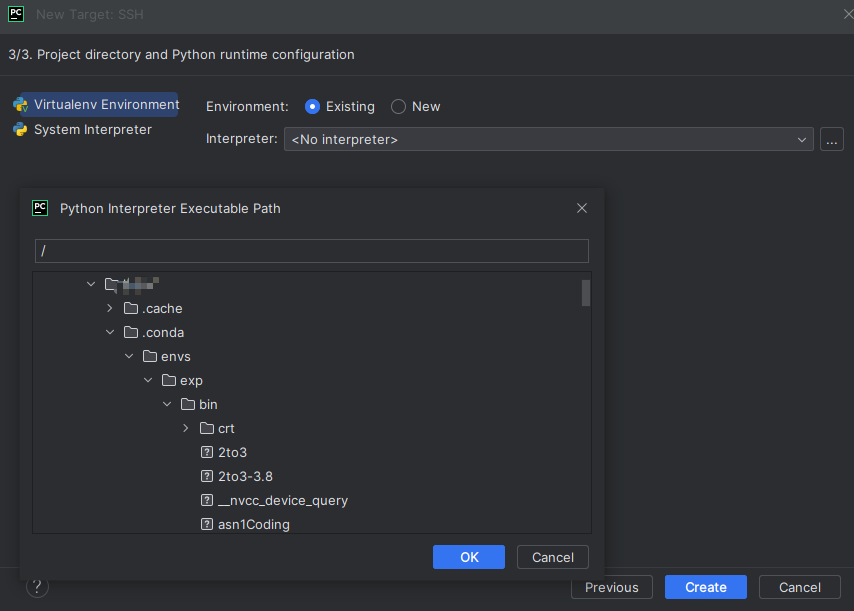 PC New Target: SSH
3/3. Project directory and Python runtime configuration
Virtualenv Environment
System Interpreter
Environment: Existing New
Interpreter: <No interpreter> ...
PC Python Interpreter Executable Path
/
.cache
.conda
envs
exp
bin
crt
? 2to3
? 2to3-3.8
? __nvcc_device_query
? asn1Coding
OK Cancel
? Previous Create Cancel